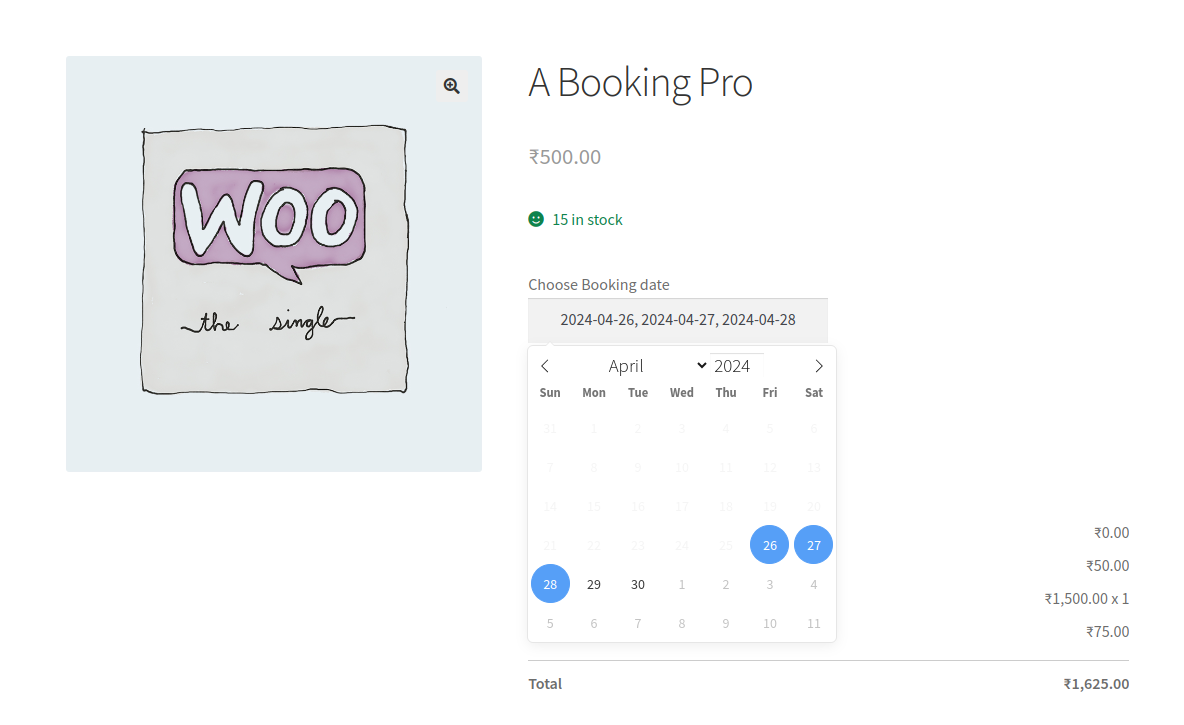 WOO
the single
A Booking Pro
₹500.00
15 in stock
Choose Booking date
2024-04-26, 2024-04-27, 2024-04-28
April 2024
Sun Mon Tue Wed Thu Fri Sat
31 1 2 3 4 5 6
7 8 9 10 11 12 13
14 15 16 17 18 19 20
21 22 23 24 25 26 27
28 29 30 1 2 3 4
5 6 7 8 9 10 11
₹0.00
₹50.00
₹1,500.00 x 1
₹75.00
Total ₹1,625.00